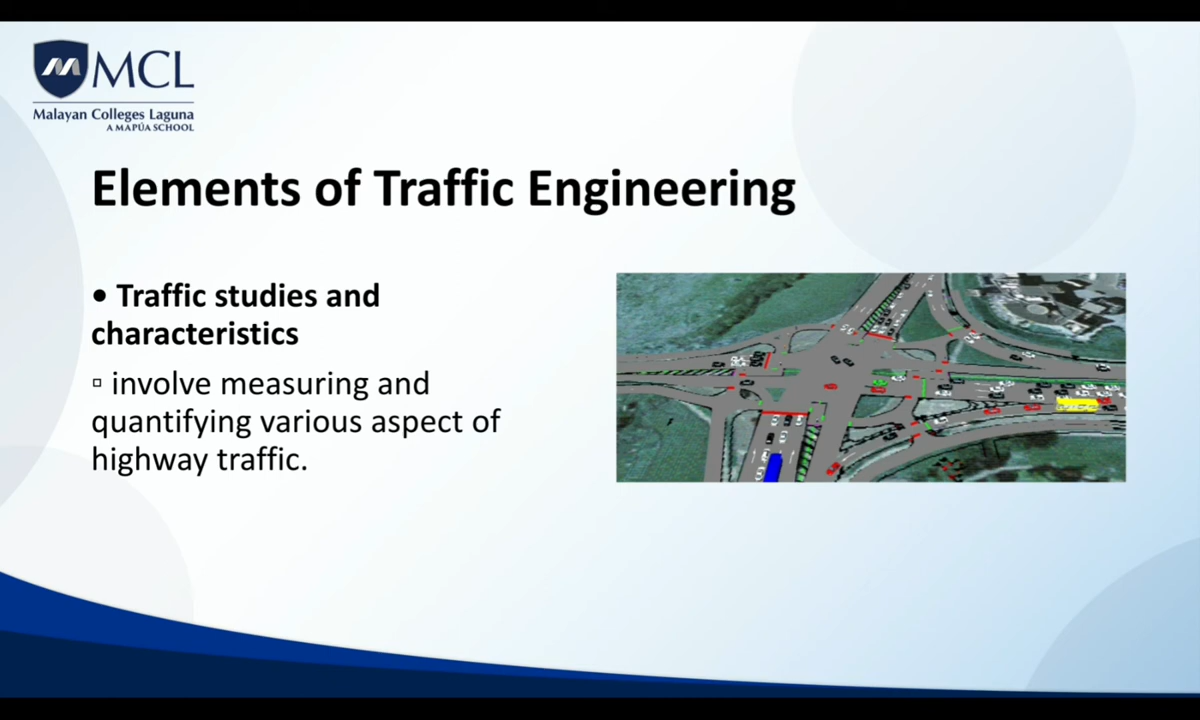 MCL
Malayan Colleges Laguna
A MAPÚA SCHOOL
Elements of Traffic Engineering
• Traffic studies and
characteristics
▫ involve measuring and
quantifying various aspect of
highway traffic.